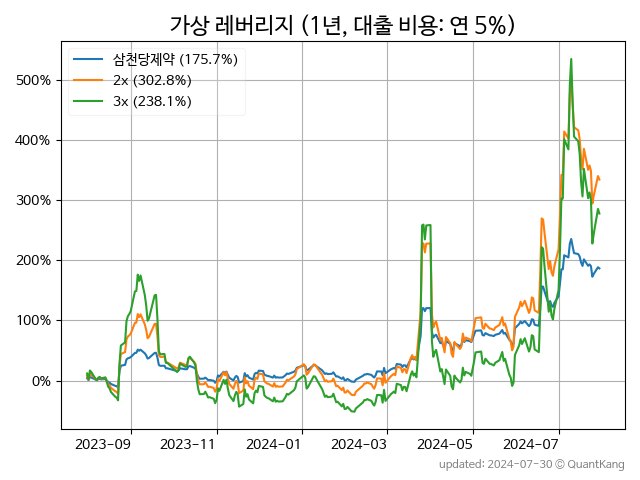 가상 레버리지 (1년, 대출 비용: 연 5%)
삼천당제약 (175.7%)
2x (302.8%)
3x (238.1%)
500%
400%
300%
200%
100%
0%
2023-09 2023-11 2024-01 2024-03 2024-05 2024-07
updated: 2024-07-30 © QuantKang